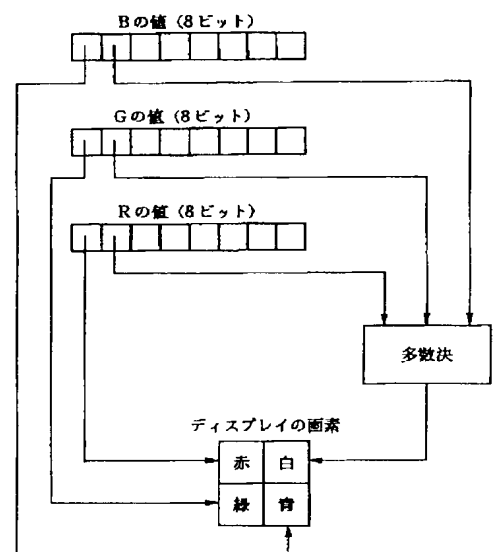 Bの値(8ビット)
Gの値(8ビット)
Rの値(8ビット)
多数決
ディスプレイの画素
赤 白
緑 青